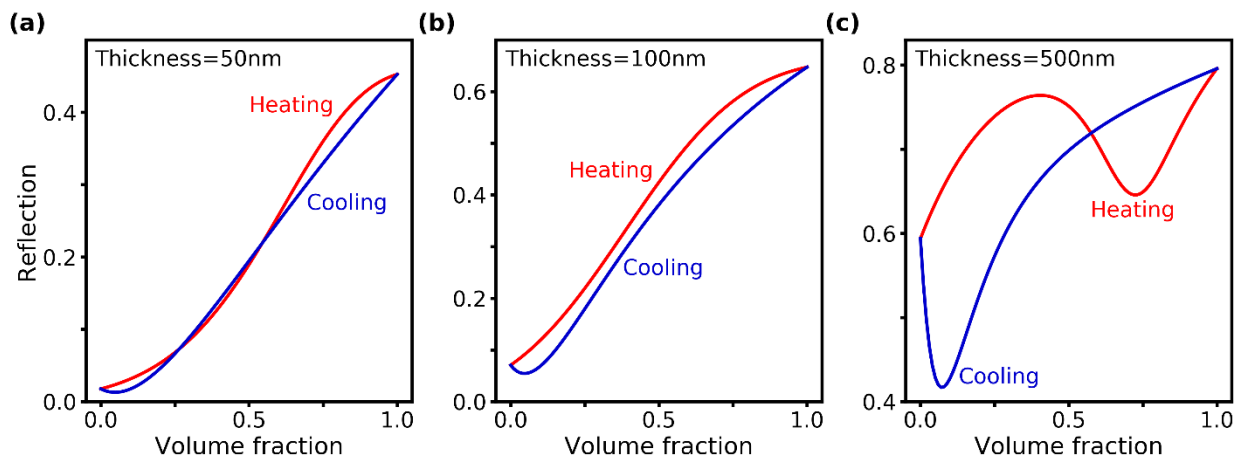 (a)
Thickness=50nm
Heating
Cooling
Reflection
0.4
0.2
0.0
0.0
0.5
1.0
Volume fraction
(b)
Thickness=100nm
Heating
Cooling
0.6
0.4
0.2
0.0
0.0
0.5
1.0
Volume fraction
(c)
Thickness=500nm
Heating
Cooling
0.8
0.6
0.4
0.0
0.5
1.0
Volume fraction